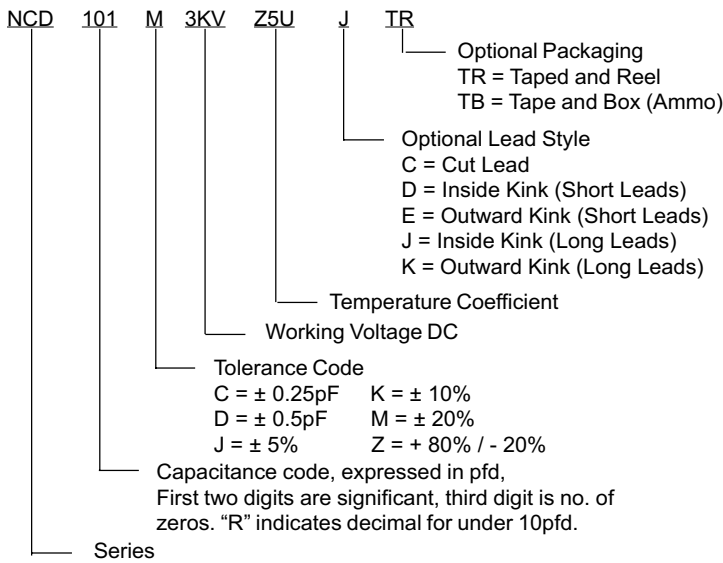 NCD 101 M 3KV Z5U J TR
Optional Packaging
TR = Taped and Reel
TB = Tape and Box (Ammo)
Optional Lead Style
C = Cut Lead
D = Inside Kink (Short Leads)
E = Outward Kink (Short Leads)
J = Inside Kink (Long Leads)
K = Outward Kink (Long Leads)
Temperature Coefficient
Working Voltage DC
Tolerance Code
C = ± 0.25pF K = ± 10%
D = ± 0.5pF M = ± 20%
J = ± 5% Z = + 80% / - 20%
Capacitance code, expressed in pfd,
First two digits are significant, third digit is no. of
zeros. “R” indicates decimal for under 10pfd.
Series